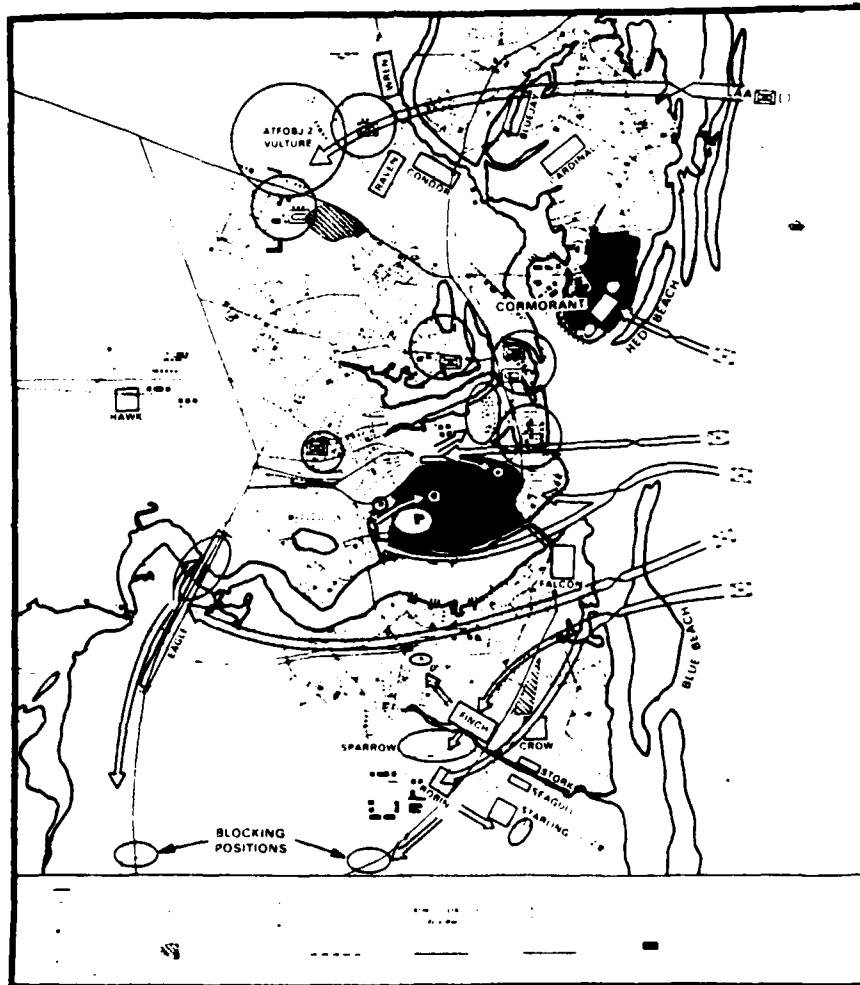 WREN
ATFOBJ 2
VULTURE
BLUEJAY
AA
RAVEN
CONDOR
ARDINAL
CORMORANT
BEACH
HAWK
FALCON
EAGLE
BLUE BEACH
FINCH
SPARROW
CROW
STORK
SEAGULL
ROBIN
STARLING
BLOCKING
POSITIONS